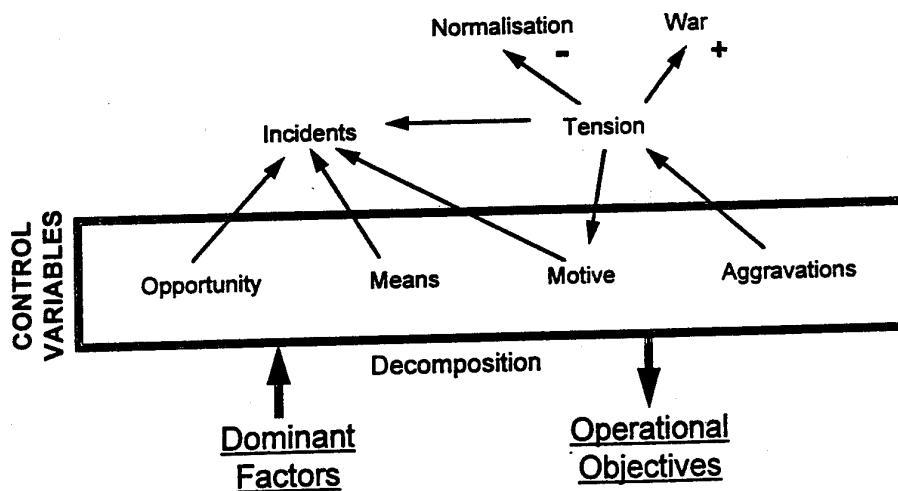 Normalisation
-
War
+
Incidents
Tension
CONTROL
VARIABLES
Opportunity
Means
Motive
Aggravations
Decomposition
Dominant
Factors
Operational
Objectives